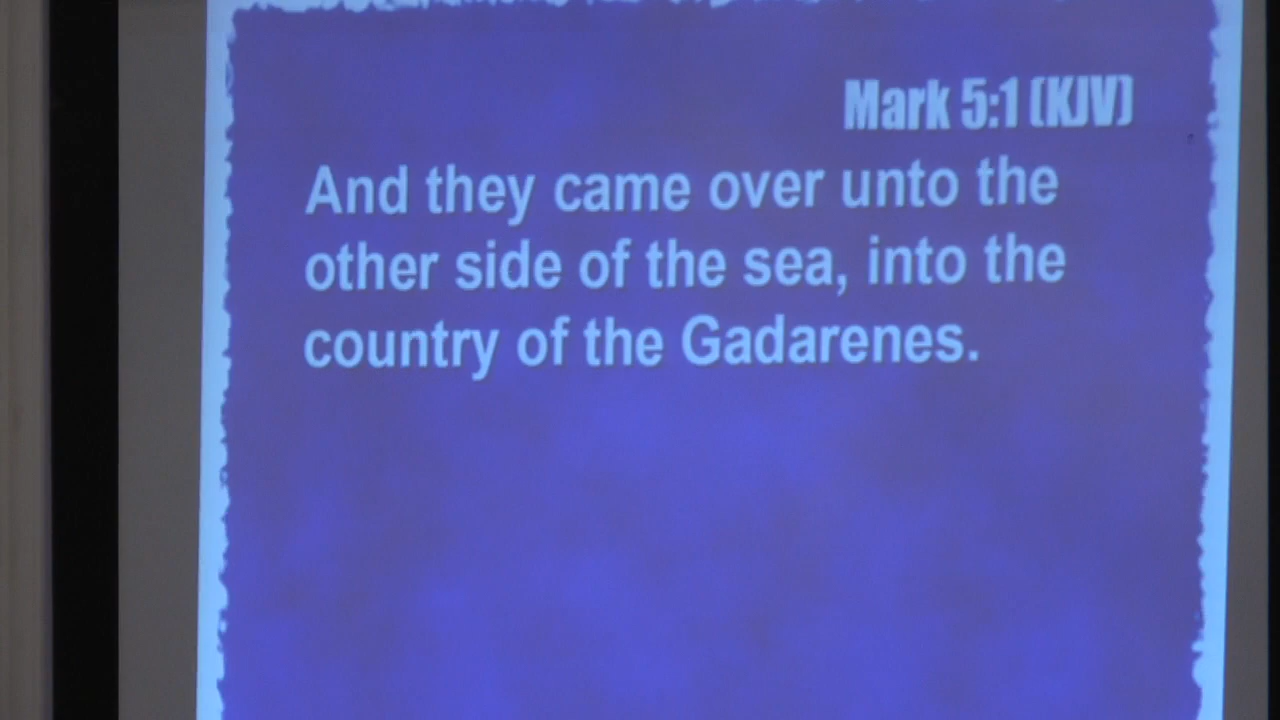 Mark 5:1 (KJV)
And they came over unto the
other side of the sea, into the
country of the Gadarenes.